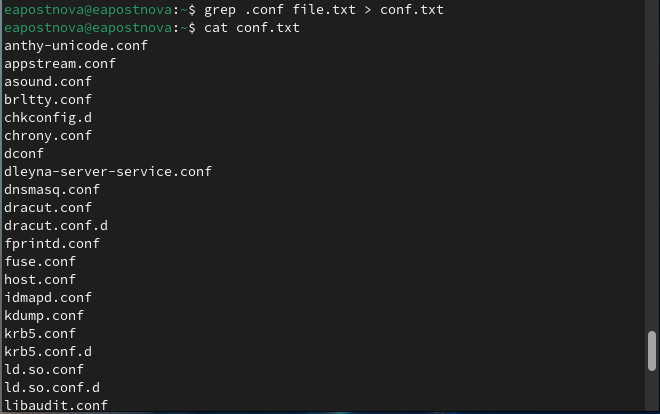 eapostnova@eapostnova:~$ grep .conf file.txt > conf.txt
eapostnova@eapostnova:~$ cat conf.txt
anthy-unicode.conf
appstream.conf
asound.conf
brltty.conf
chkconfig.d
chrony.conf
dconf
dleyna-server-service.conf
dnsmasq.conf
dracut.conf
dracut.conf.d
fprintd.conf
fuse.conf
host.conf
idmapd.conf
kdump.conf
krb5.conf
krb5.conf.d
ld.so.conf
ld.so.conf.d
libaudit.conf